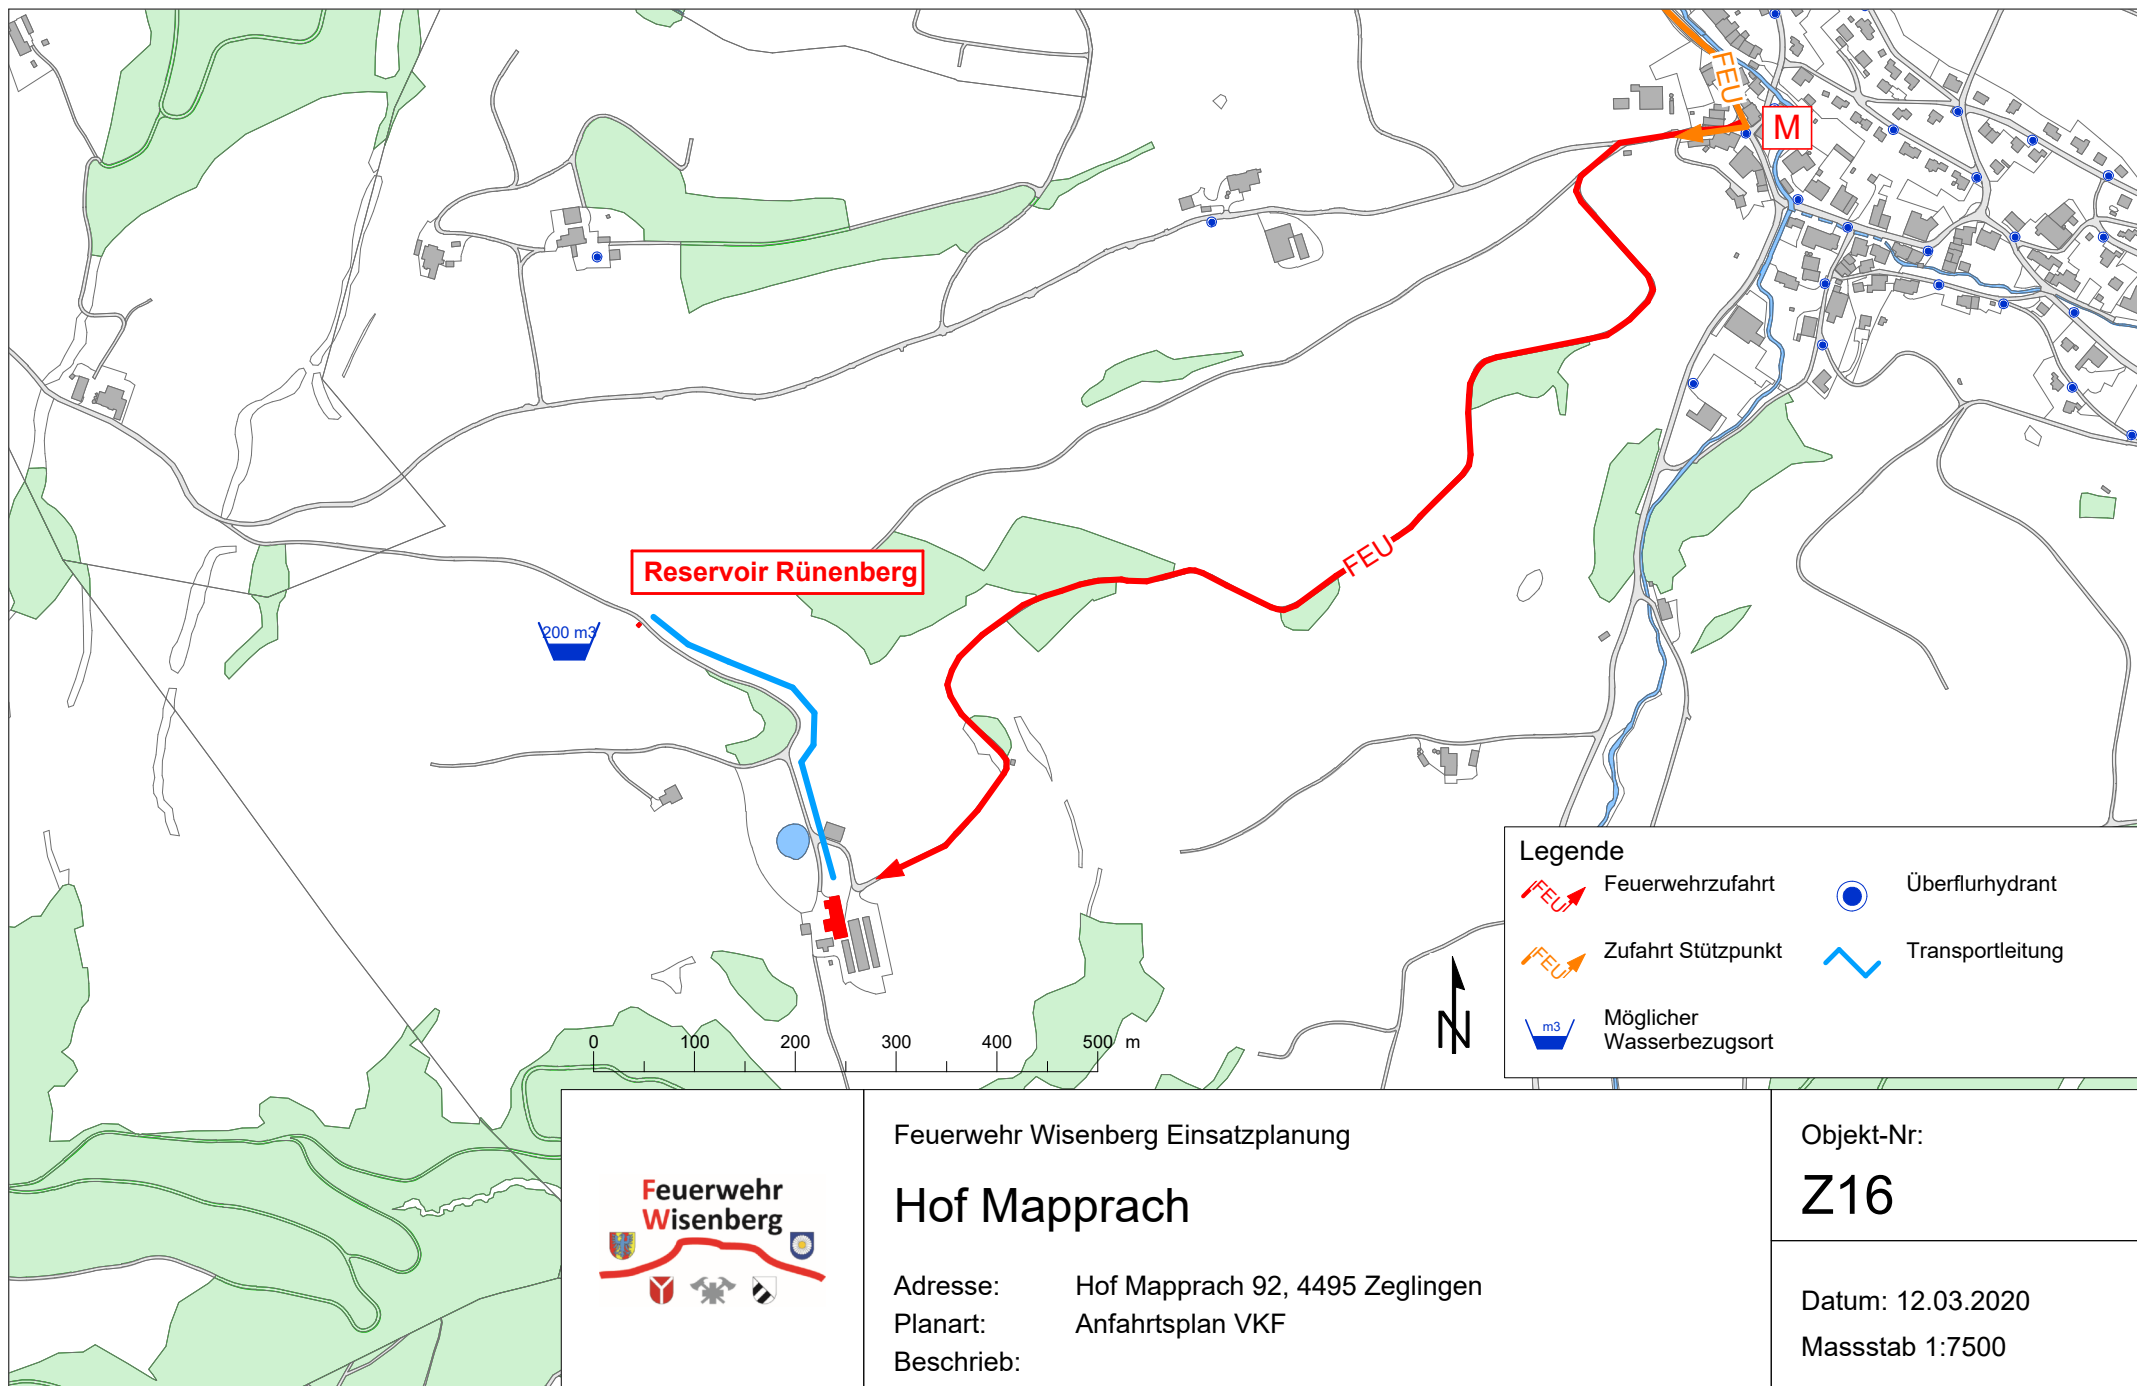 FEU
M
FEU
Reservoir Rünenberg
200 m3
Legende
FEU Feuerwehrzufahrt
Überflurhydrant
FEU Zufahrt Stützpunkt
Transportleitung
m3 Möglicher
Wasserbezugsort
N
0 100 200 300 400 500 m
Feuerwehr
Wisenberg
Feuerwehr Wisenberg Einsatzplanung
Hof Mapprach
Adresse: Hof Mapprach 92, 4495 Zeglingen
Planart: Anfahrtsplan VKF
Beschrieb:
Objekt-Nr:
Z16
Datum: 12.03.2020
Massstab 1:7500